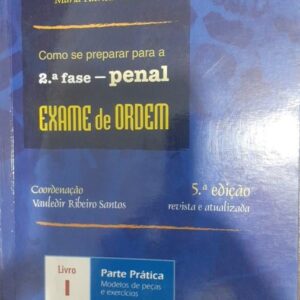 Como se preparar para a
2.ª fase – penal
EXAME de ORDEM
Coordenação
Vauledir Ribeiro Santos
5.ª edição
revista e atualizada
Livro
I
Parte Prática
Modelos de peças
e exercícios